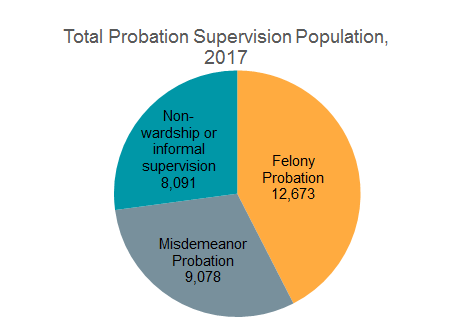 Total Probation Supervision Population,
2017
Non-
wardship or
informal
supervision
8,091
Felony
Probation
12,673
Misdemeanor
Probation
9,078